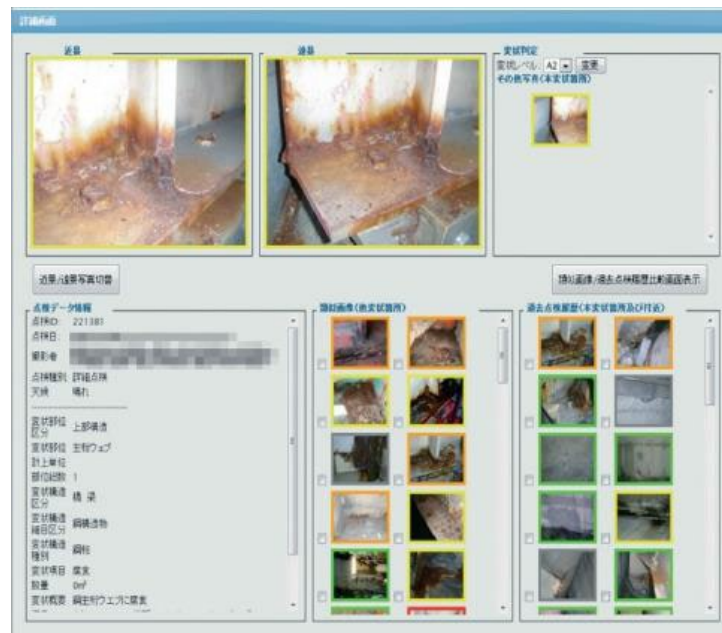 詳細画面
近景
遠景
変状判定
変状レベル: A2 変更
その他写真(本変状箇所)
近景/遠景写真切替
類似画像/過去点検履歴比較画面表示
点検データ情報
点検ID: 221381
点検日:
撮影者
点検種別 詳細点検
天候 晴れ
変状部位区分 上部構造
変状部位 主桁ウェブ
計上単位
部位総数 1
変状構造区分 橋 梁
変状構造細目区分 鋼構造物
変状構造種別 鋼桁
変状項目 腐食
数量 0㎡
変状概要 鋼主桁ウエブに腐食
類似画像(他変状箇所)
過去点検履歴(本変状箇所及び付近)